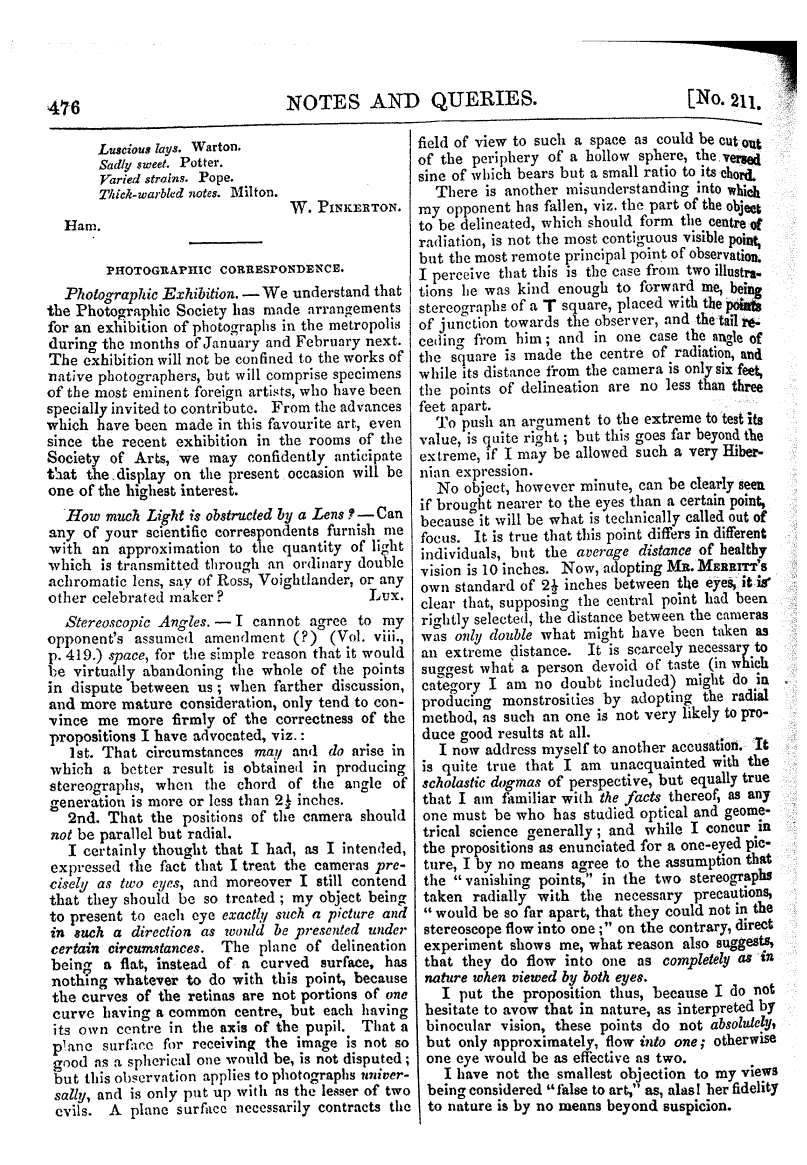 476
NOTES AND QUERIES.
[No. 211.
Luscious lays. Warton.
Sadly sweet. Potter.
Varied strains. Pope.
Thick-warbled notes. Milton.
W. PINKERTON.
Ham.
PHOTOGRAPHIC CORRESPONDENCE.
Photographic Exhibition. — We understand that
the Photographic Society has made arrangements
for an exhibition of photographs in the metropolis
during the months of January and February next.
The exhibition will not be confined to the works of
native photographers, but will comprise specimens
of the most eminent foreign artists, who have been
specially invited to contribute. From the advances
which have been made in this favourite art, even
since the recent exhibition in the rooms of the
Society of Arts, we may confidently anticipate
that the display on the present occasion will be
one of the highest interest.
How much Light is obstructed by a Lens? — Can
any of your scientific correspondents furnish me
with an approximation to the quantity of light
which is transmitted through an ordinary double
achromatic lens, say of Ross, Voightlander, or any
other celebrated maker? LUX.
Stereoscopic Angles. — I cannot agree to my
opponent's assumed amendment (?) (Vol. viii.,
p. 419.) space, for the simple reason that it would
be virtually abandoning the whole of the points
in dispute between us; when farther discussion,
and more mature consideration, only tend to con-
vince me more firmly of the correctness of the
propositions I have advocated, viz.:
1st. That circumstances may and do arise in
which a better result is obtained in producing
stereographs, when the chord of the angle of
generation is more or less than 2½ inches.
2nd. That the positions of the camera should
not be parallel but radial.
I certainly thought that I had, as I intended,
expressed the fact that I treat the cameras pre-
cisely as two eyes, and moreover I still contend
that they should be so treated; my object being
to present to each eye exactly such a picture and
in such a direction as would be presented under
certain circumstances. The plane of delineation
being a flat, instead of a curved surface, has
nothing whatever to do with this point, because
the curves of the retinas are not portions of one
curve having a common centre, but each having
its own centre in the axis of the pupil. That a
plane surface for receiving the image is not so
good as a spherical one would be, is not disputed;
but this observation applies to photographs univer-
sally, and is only put up with as the lesser of two
evils. A plane surface necessarily contracts the
field of view to such a space as could be cut out
of the periphery of a hollow sphere, the versed
sine of which bears but a small ratio to its chord.
There is another misunderstanding into which
my opponent has fallen, viz. the part of the object
to be delineated, which should form the centre of
radiation, is not the most contiguous visible point,
but the most remote principal point of observation.
I perceive that this is the case from two illustra-
tions he was kind enough to forward me, being
stereographs of a T square, placed with the points
of junction towards the observer, and the tail re-
ceding from him; and in one case the angle of
the square is made the centre of radiation, and
while its distance from the camera is only six feet,
the points of delineation are no less than three
feet apart.
To push an argument to the extreme to test its
value, is quite right; but this goes far beyond the
extreme, if I may be allowed such a very Hiber-
nian expression.
No object, however minute, can be clearly seen
if brought nearer to the eyes than a certain point,
because it will be what is technically called out of
focus. It is true that this point differs in different
individuals, but the average distance of healthy
vision is 10 inches. Now, adopting MR. MERRITT'S
own standard of 2½ inches between the eyes, it is
clear that, supposing the central point had been
rightly selected, the distance between the cameras
was only double what might have been taken as
an extreme distance. It is scarcely necessary to
suggest what a person devoid of taste (in which
category I am no doubt included) might do in
producing monstrosities by adopting the radial
method, as such an one is not very likely to pro-
duce good results at all.
I now address myself to another accusation. It
is quite true that I am unacquainted with the
scholastic dogmas of perspective, but equally true
that I am familiar with the facts thereof, as any
one must be who has studied optical and geome-
trical science generally; and while I concur in
the propositions as enunciated for a one-eyed pic-
ture, I by no means agree to the assumption that
the "vanishing points," in the two stereographs
taken radially with the necessary precautions,
"would be so far apart, that they could not in the
stereoscope flow into one;" on the contrary, direct
experiment shows me, what reason also suggests,
that they do flow into one as completely as in
nature when viewed by both eyes.
I put the proposition thus, because I do not
hesitate to avow that in nature, as interpreted by
binocular vision, these points do not absolutely,
but only approximately, flow into one; otherwise
one eye would be as effective as two.
I have not the smallest objection to my views
being considered "false to art," as, alas! her fidelity
to nature is by no means beyond suspicion.